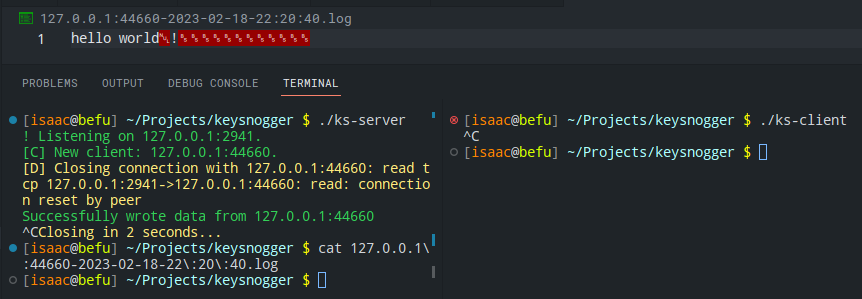 127.0.0.1:44660-2023-02-18-22:20:40.log
1 hello world!
PROBLEMS OUTPUT DEBUG CONSOLE TERMINAL
[isaac@befu] ~/Projects/keysnogger $ ./ks-server
! Listening on 127.0.0.1:2941.
[C] New client: 127.0.0.1:44660.
[D] Closing connection with 127.0.0.1:44660: read t
cp 127.0.0.1:2941->127.0.0.1:44660: read: connectio
n reset by peer
Successfully wrote data from 127.0.0.1:44660
^CClosing in 2 seconds...
[isaac@befu] ~/Projects/keysnogger $ cat 127.0.0.1\
:44660-2023-02-18-22\:20\:40.log
[isaac@befu] ~/Projects/keysnogger $
[isaac@befu] ~/Projects/keysnogger $ ./ks-client
^C
[isaac@befu] ~/Projects/keysnogger $